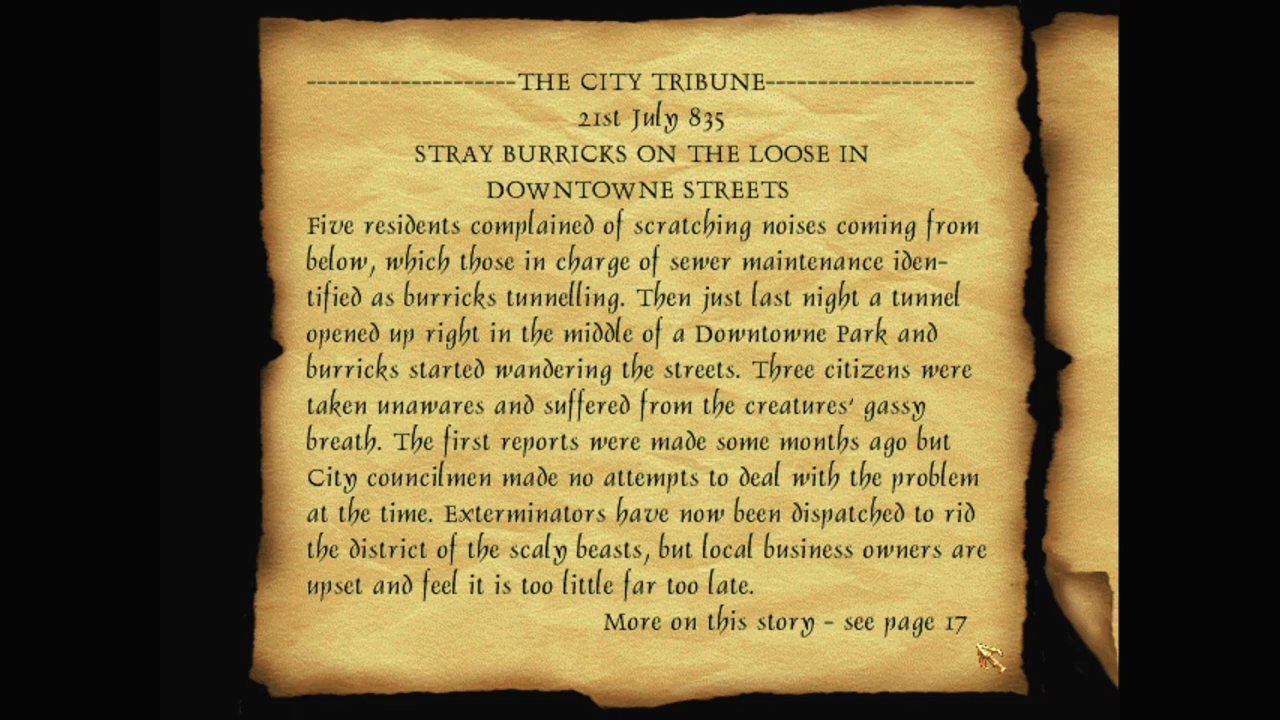 --------------------THE CITY TRIBUNE--------------------
21st July 835
STRAY BURRICKS ON THE LOOSE IN
DOWNTOWNE STREETS
Five residents complained of scratching noises coming from
below, which those in charge of sewer maintenance iden-
tified as burricks tunnelling. Then just last night a tunnel
opened up right in the middle of a Downtowne Park and
burricks started wandering the streets. Three citizens were
taken unawares and suffered from the creatures' gassy
breath. The first reports were made some months ago but
City councilmen made no attempts to deal with the problem
at the time. Exterminators have now been dispatched to rid
the district of the scaly beasts, but local business owners are
upset and feel it is too little far too late.
More on this story - see page 17